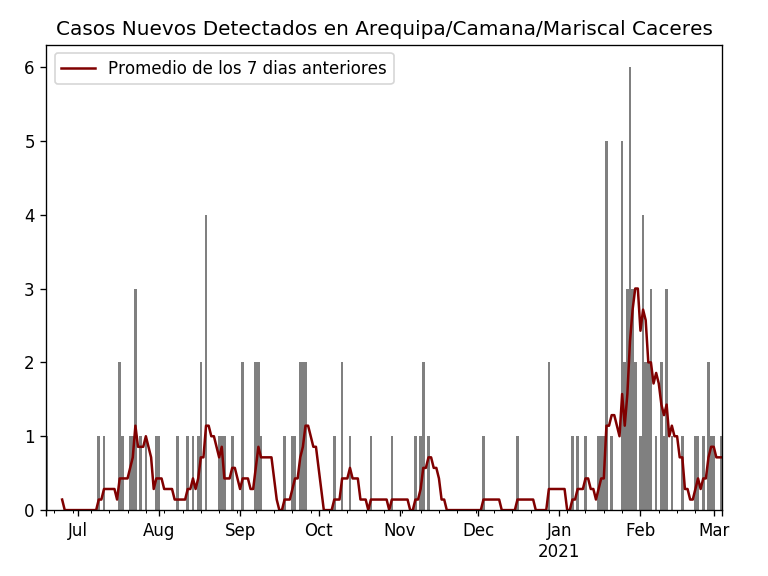 Casos Nuevos Detectados en Arequipa/Camana/Mariscal Caceres
Promedio de los 7 dias anteriores
6
5
4
3
2
1
0
Jul Aug Sep Oct Nov Dec Jan Feb Mar
2021